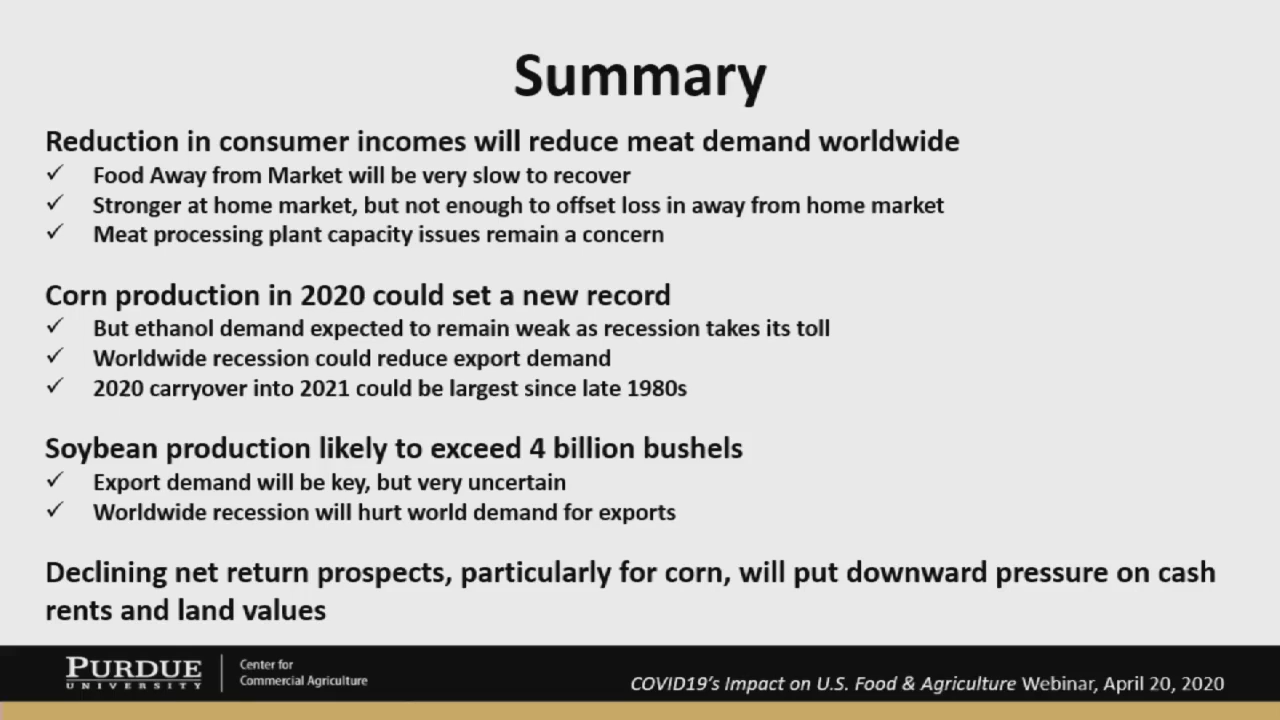 Summary
Reduction in consumer incomes will reduce meat demand worldwide
✓ Food Away from Market will be very slow to recover
✓ Stronger at home market, but not enough to offset loss in away from home market
✓ Meat processing plant capacity issues remain a concern
Corn production in 2020 could set a new record
✓ But ethanol demand expected to remain weak as recession takes its toll
✓ Worldwide recession could reduce export demand
✓ 2020 carryover into 2021 could be largest since late 1980s
Soybean production likely to exceed 4 billion bushels
✓ Export demand will be key, but very uncertain
✓ Worldwide recession will hurt world demand for exports
Declining net return prospects, particularly for corn, will put downward pressure on cash
rents and land values
PURDUE
UNIVERSITY
Center for
Commercial Agriculture
COVID19's Impact on U.S. Food & Agriculture Webinar, April 20, 2020